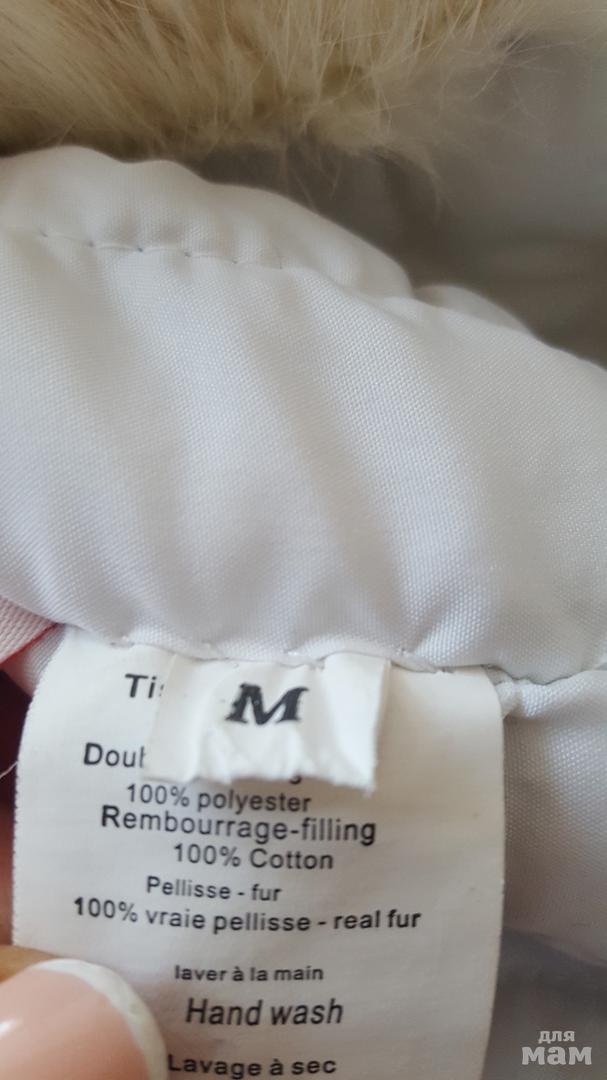 M
100% polyester
Rembourrage-filling
100% Cotton
Pellisse - fur
100% vraie pellisse - real fur
laver à la main
Hand wash
Lavage à sec
для
мам